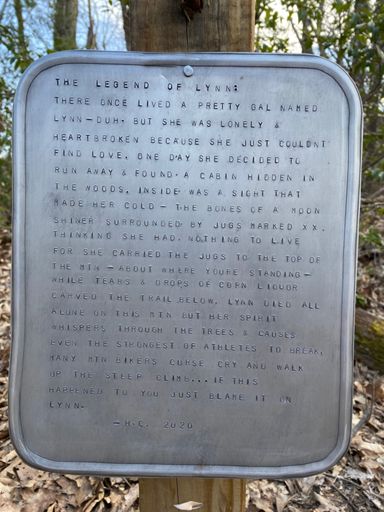 THE LEGEND OF LYNN:
THERE ONCE LIVED A PRETTY GAL NAMED
LYNN-DUH. BUT SHE WAS LONELY &
HEARTBROKEN BECAUSE SHE JUST COULDNT
FIND LOVE. ONE DAY SHE DECIDED TO
RUN AWAY & FOUND A CABIN HIDDEN IN
THE WOODS. INSIDE WAS A SIGHT THAT
MADE HER COLD- THE BONES OF A MOON
SHINER SURROUNDED BY JUGS MARKED XX.
THINKING SHE HAD NOTHING TO LIVE
FOR SHE CARRIED THE JUGS TO THE TOP OF
THE MTN - ABOUT WHERE YOURE STANDING-
WHILE TEARS & DROPS OF CORN LIQUOR
CARVED THE TRAIL BELOW. LYNN DIED ALL
ALONE ON THIS MTN BUT HER SPIRIT
WHISPERS THROUGH THE TREES & CAUSES
EVEN THE STRONGEST OF ATHLETES TO BREAK.
MANY MTN BIKERS CURSE CRY AND WALK
UP THE STEEP CLIMB... IF THIS
HAPPENED TO YOU JUST BLAME IT ON
LYNN.
-H.C. 2020